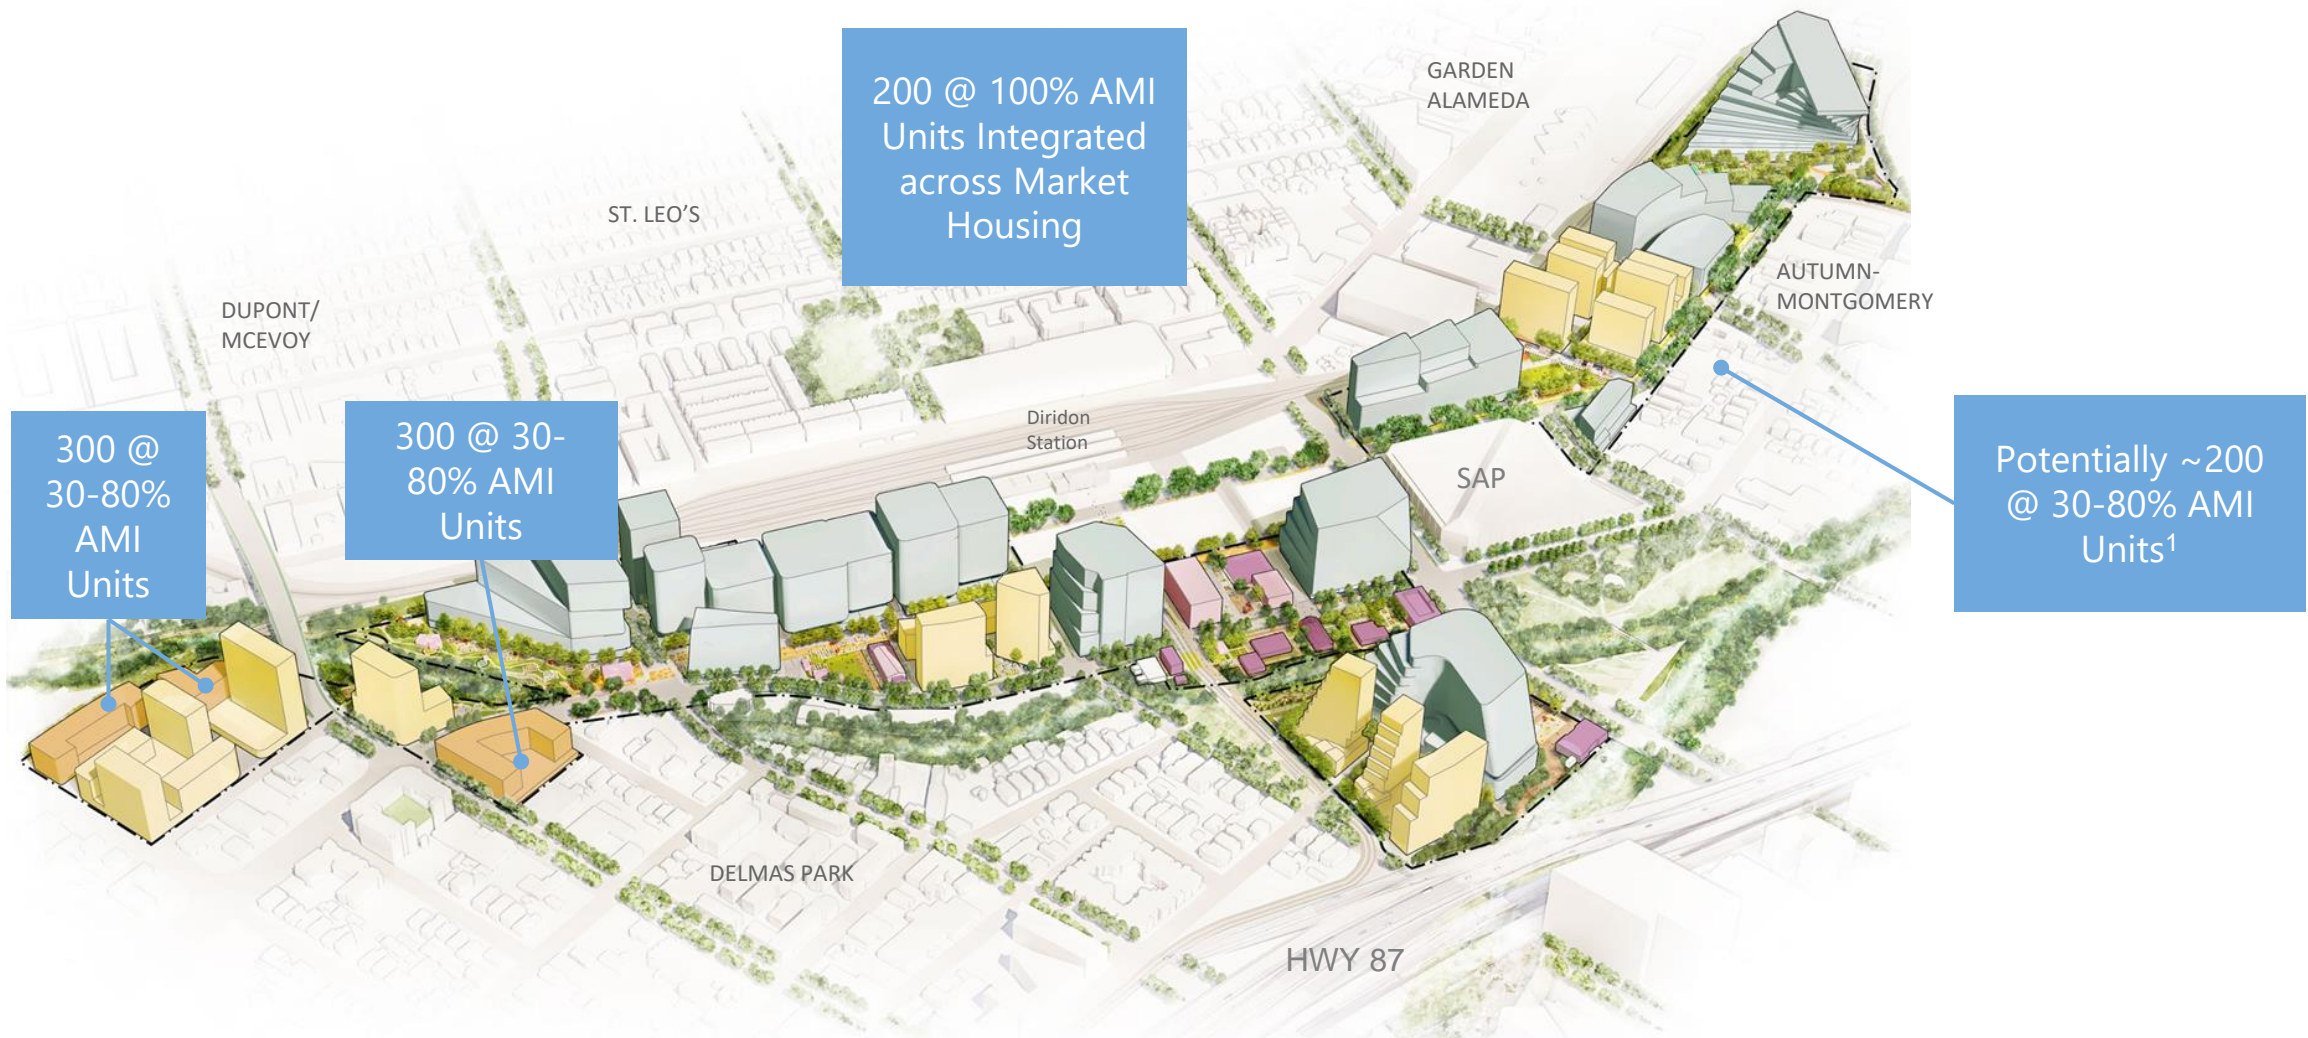 200 @ 100% AMI
Units Integrated
across Market
Housing
GARDEN
ALAMEDA
ST. LEO’S
AUTUMN-
MONTGOMERY
DUPONT/
MCEVOY
300 @
30-80%
AMI
Units
300 @ 30-
80% AMI
Units
Diridon
Station
SAP
Potentially ~200
@ 30-80% AMI
Units¹
DELMAS PARK
HWY 87